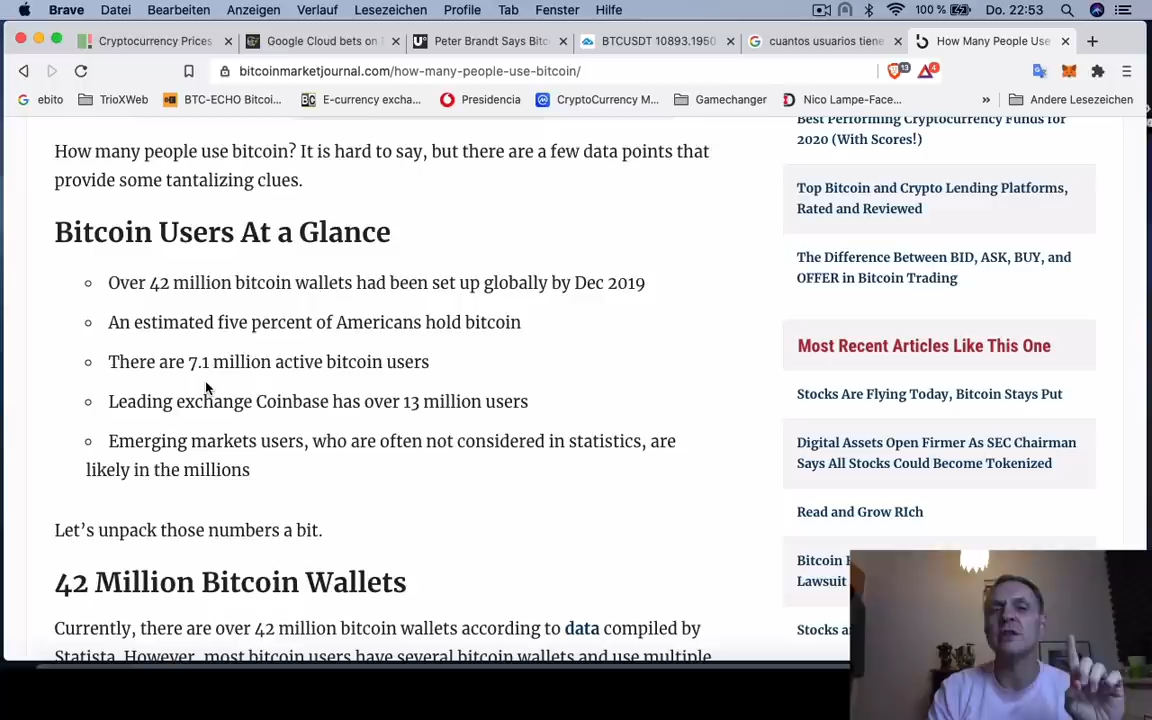 Brave Datei Bearbeiten Anzeigen Verlauf Lesezeichen Profile Tab Fenster Hilfe 100 % Do. 22:53
Cryptocurrency Prices
Google Cloud bets on
Peter Brandt Says Bitc
BTCUSDT 10893.1950
cuantos usuarios tiene
How Many People Use
bitcoinmarketjournal.com/how-many-people-use-bitcoin/
13
4
ebito TrioXWeb BTC-ECHO Bitcoi... E-currency excha... Presidencia CryptoCurrency M... Gamechanger Nico Lampe-Face... » Andere Lesezeichen
How many people use bitcoin? It is hard to say, but there are a few data points that
provide some tantalizing clues.
Bitcoin Users At a Glance
Over 42 million bitcoin wallets had been set up globally by Dec 2019
An estimated five percent of Americans hold bitcoin
There are 7.1 million active bitcoin users
Leading exchange Coinbase has over 13 million users
Emerging markets users, who are often not considered in statistics, are
likely in the millions
Let’s unpack those numbers a bit.
42 Million Bitcoin Wallets
Currently, there are over 42 million bitcoin wallets according to data compiled by
Statista. However, most bitcoin users have several bitcoin wallets and use multiple
Best Performing Cryptocurrency Funds for
2020 (With Scores!)
Top Bitcoin and Crypto Lending Platforms,
Rated and Reviewed
The Difference Between BID, ASK, BUY, and
OFFER in Bitcoin Trading
Most Recent Articles Like This One
Stocks Are Flying Today, Bitcoin Stays Put
Digital Assets Open Firmer As SEC Chairman
Says All Stocks Could Become Tokenized
Read and Grow RIch
Bitcoin
Lawsuit
Stocks